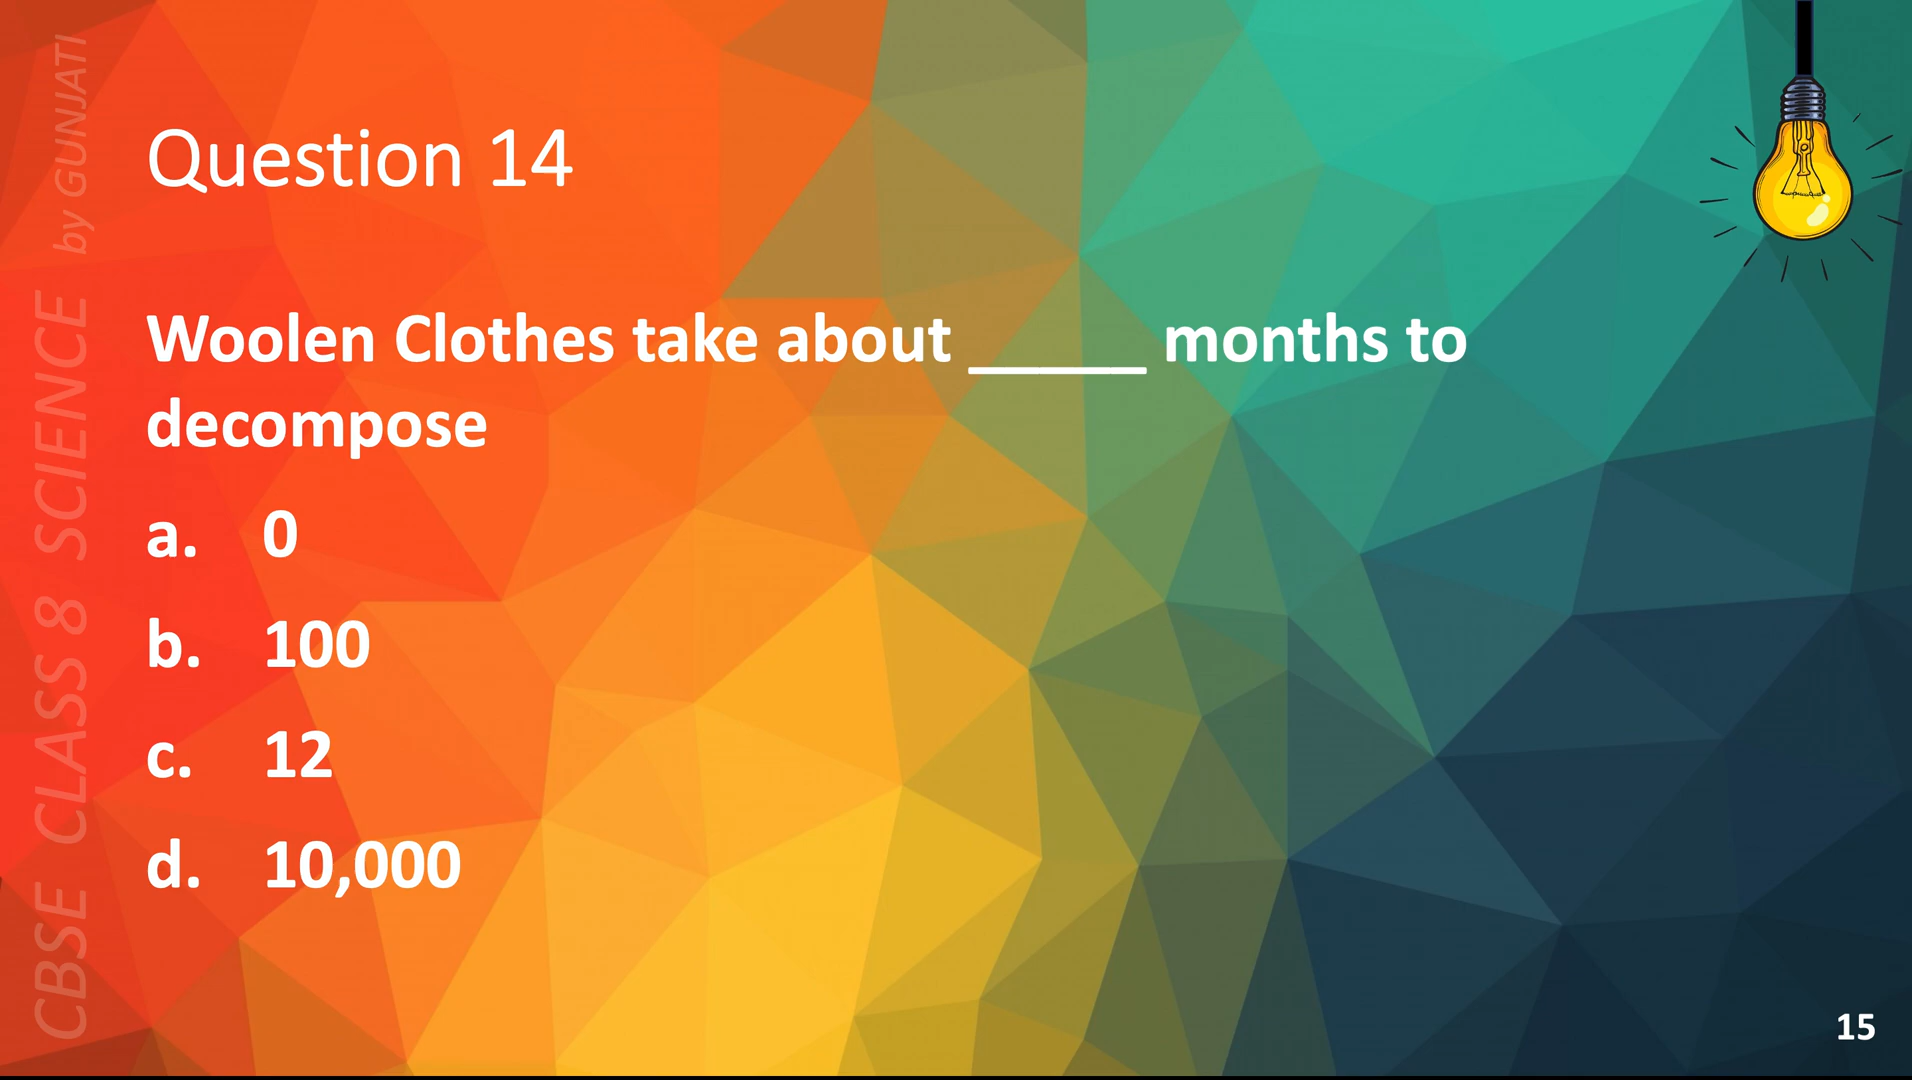 CBSE CLASS 8 SCIENCE by GUNJATI
Question 14
Woolen Clothes take about _____ months to
decompose
a. 0
b. 100
c. 12
d. 10,000
15